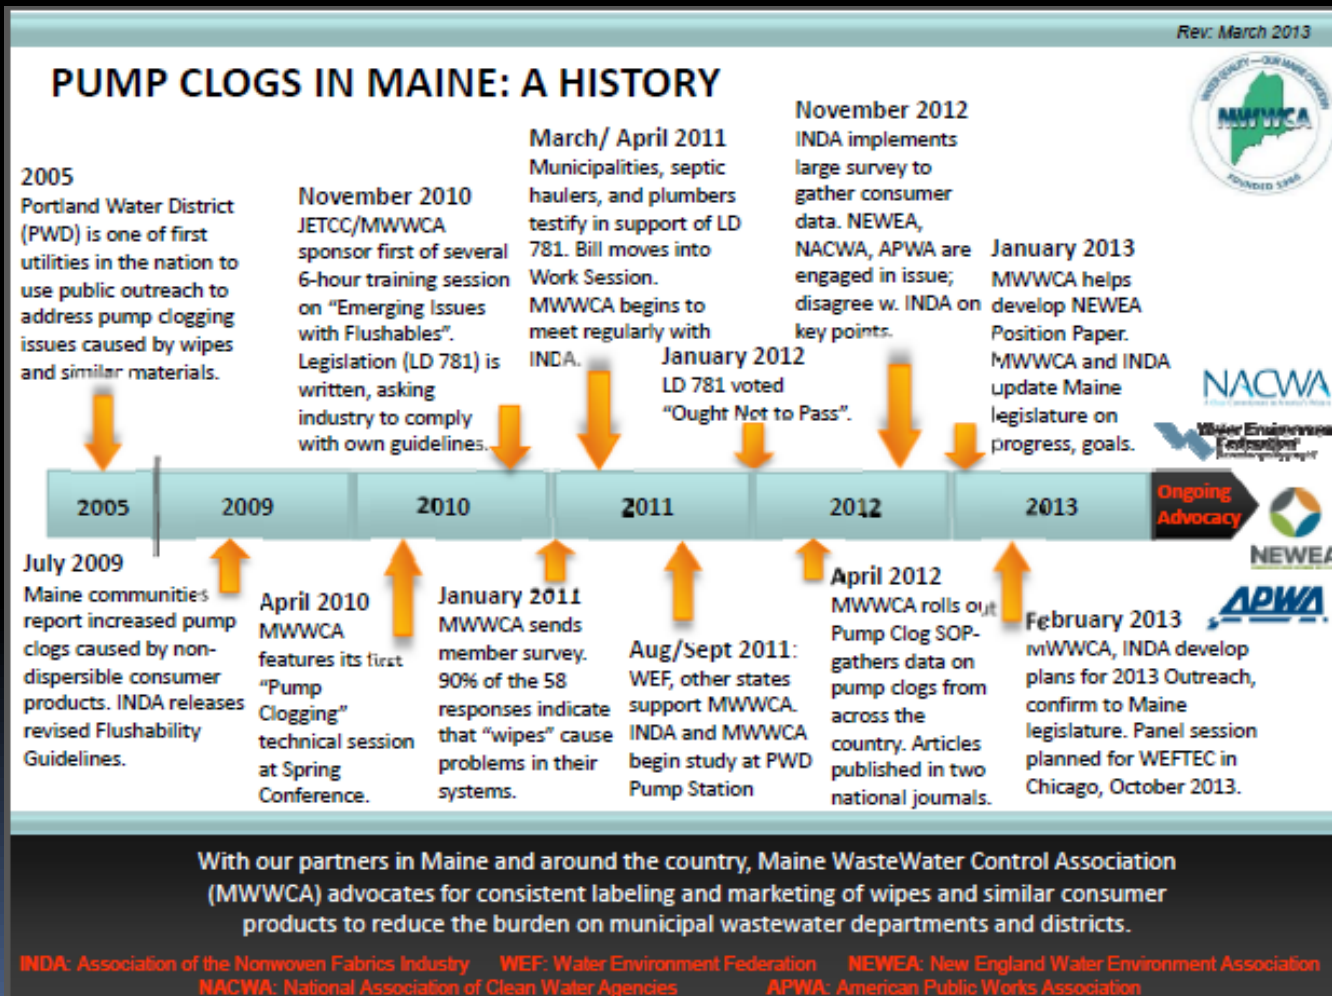 Rev: March 2013
PUMP CLOGS IN MAINE: A HISTORY
WATER QUALITY—OUR MAINE CONCERN
MWWCA
2005
Portland Water District
(PWD) is one of first
utilities in the nation to
use public outreach to
address pump clogging
issues caused by wipes
and similar materials.
November 2010
JETCC/MWWCA
sponsor first of several
6-hour training session
on “Emerging Issues
with Flushables”.
Legislation (LD 781) is
written, asking
industry to comply
with own guidelines.
March/ April 2011
Municipalities, septic
haulers, and plumbers
testify in support of LD
781. Bill moves into
Work Session.
MWWCA begins to
meet regularly with
INDA.
January 2012
LD 781 voted
“Ought Not to Pass”.
November 2012
INDA implements
large survey to
gather consumer
data. NEWEA,
NACWA, APWA are
engaged in issue;
disagree w. INDA on
key points.
January 2013
MWWCA helps
develop NEWEA
Position Paper.
MWWCA and INDA
update Maine
legislature on
progress, goals.
NACWA
Water Environment
Federation
2005
2009
2010
2011
2012
2013
Ongoing
Advocacy
NEWEA
APWA
July 2009
Maine communities
report increased pump
clogs caused by non-
dispersible consumer
products. INDA releases
revised Flushability
Guidelines.
April 2010
MWWCA
features its first
“Pump
Clogging”
technical session
at Spring
Conference.
January 2011
MWWCA sends
member survey.
90% of the 58
responses indicate
that “wipes” cause
problems in their
systems.
Aug/Sept 2011:
WEF, other states
support MWWCA.
INDA and MWWCA
begin study at PWD
Pump Station
April 2012
MWWCA rolls out
Pump Clog SOP-
gathers data on
pump clogs from
across the
country. Articles
published in two
national journals.
February 2013
MWWCA, INDA develop
plans for 2013 Outreach,
confirm to Maine
legislature. Panel session
planned for WEFTEC in
Chicago, October 2013.
With our partners in Maine and around the country, Maine WasteWater Control Association
(MWWCA) advocates for consistent labeling and marketing of wipes and similar consumer
products to reduce the burden on municipal wastewater departments and districts.
INDA: Association of the Nonwoven Fabrics Industry WEF: Water Environment Federation NEWEA: New England Water Environment Association
NACWA: National Association of Clean Water Agencies APWA: American Public Works Association